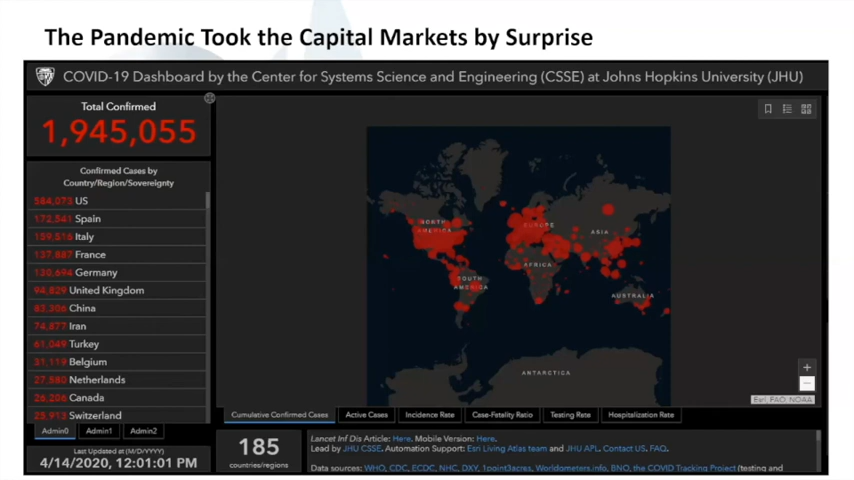 The Pandemic Took the Capital Markets by Surprise
COVID-19 Dashboard by the Center for Systems Science and Engineering (CSSE) at Johns Hopkins University (JHU)
Total Confirmed
1,945,055
Confirmed Cases by
Country/Region/Sovereignty
584,073 US
172,541 Spain
159,516 Italy
137,887 France
130,694 Germany
94,829 United Kingdom
83,306 China
74,877 Iran
61,049 Turkey
31,119 Belgium
27,580 Netherlands
26,206 Canada
25,913 Switzerland
Admin0 Admin1 Admin2
Last Updated at (M/D/YYYY)
4/14/2020, 12:01:01 PM
NORTH
AMERICA
EUROPE
ASIA
AFRICA
SOUTH
AMERICA
AUSTRALIA
ANTARCTICA
+
−
Esri, FAO, NOAA
Cumulative Confirmed Cases Active Cases Incidence Rate Case-Fatality Ratio Testing Rate Hospitalization Rate
185
countries/regions
Lancet Inf Dis Article: Here. Mobile Version: Here.
Lead by JHU CSSE. Automation Support: Esri Living Atlas team and JHU APL. Contact US. FAQ.
Data sources: WHO, CDC, ECDC, NHC, DXY, 1point3acres, Worldometers.info, BNO, the COVID Tracking Project (testing and